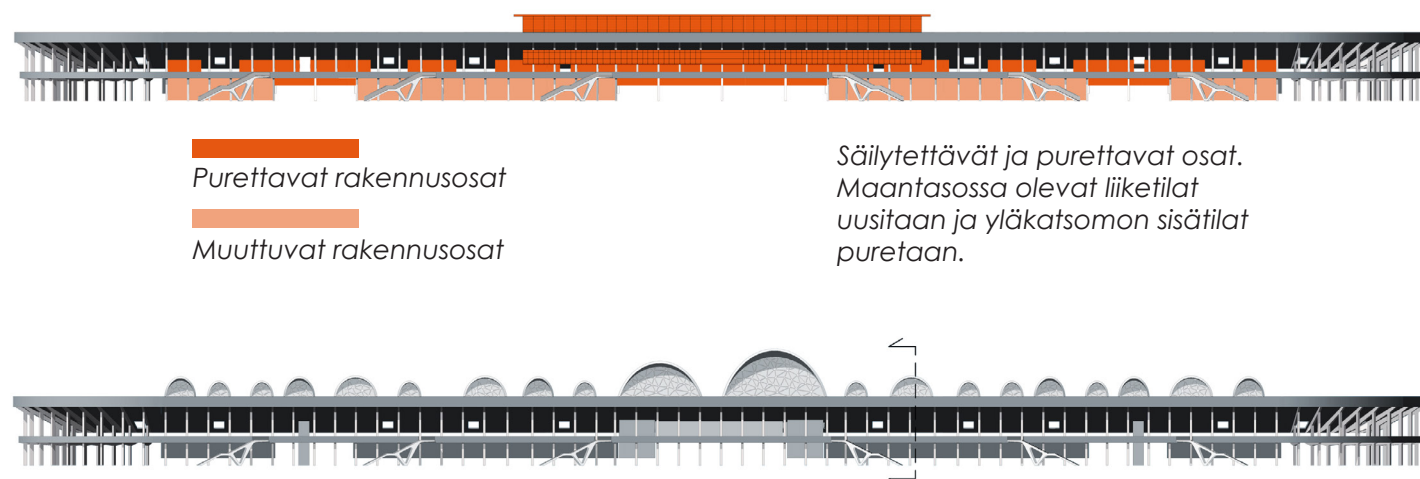 Purettavat rakennusosat
Muuttuvat rakennusosat
Säilytettävät ja purettavat osat.
Maantasossa olevat liiketilat
uusitaan ja yläkatsomon sisätilat
puretaan.